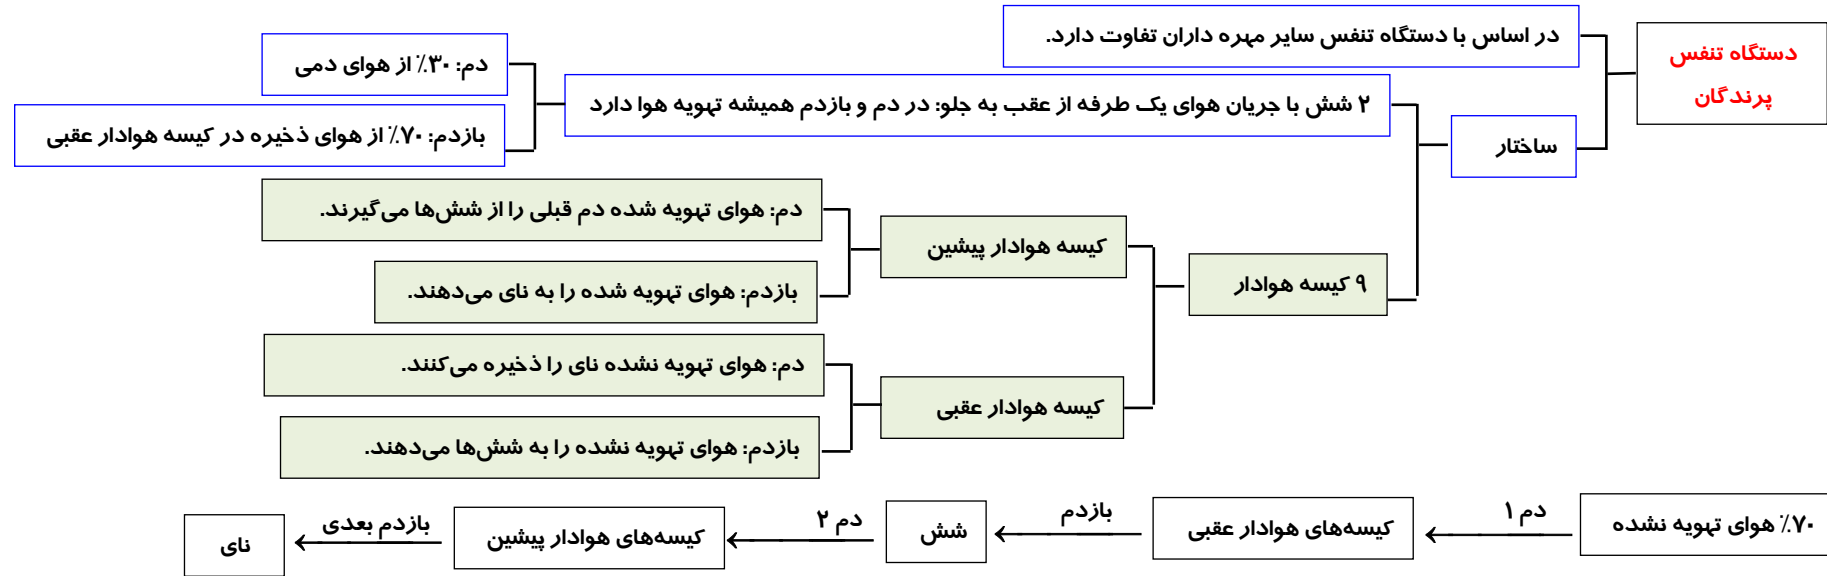 دستگاه تنفس
پرندگان
در اساس با دستگاه تنفس سایر مهره داران تفاوت دارد.
ساختار
۲ شش با جریان هوای یک طرفه از عقب به جلو: در دم و بازدم همیشه تهویه هوا دارد
دم: ۳۰٪ از هوای دمی
بازدم: ۷۰٪ از هوای ذخیره در کیسه هوادار عقبی
۹ کیسه هوادار
کیسه هوادار پیشین
دم: هوای تهویه شده دم قبلی را از شش‌ها می‌گیرند.
بازدم: هوای تهویه شده را به نای می‌دهند.
کیسه هوادار عقبی
دم: هوای تهویه نشده نای را ذخیره می‌کنند.
بازدم: هوای تهویه نشده را به شش‌ها می‌دهند.
۷۰٪ هوای تهویه نشده
دم ۱
کیسه‌های هوادار عقبی
بازدم
شش
دم ۲
کیسه‌های هوادار پیشین
بازدم بعدی
نای